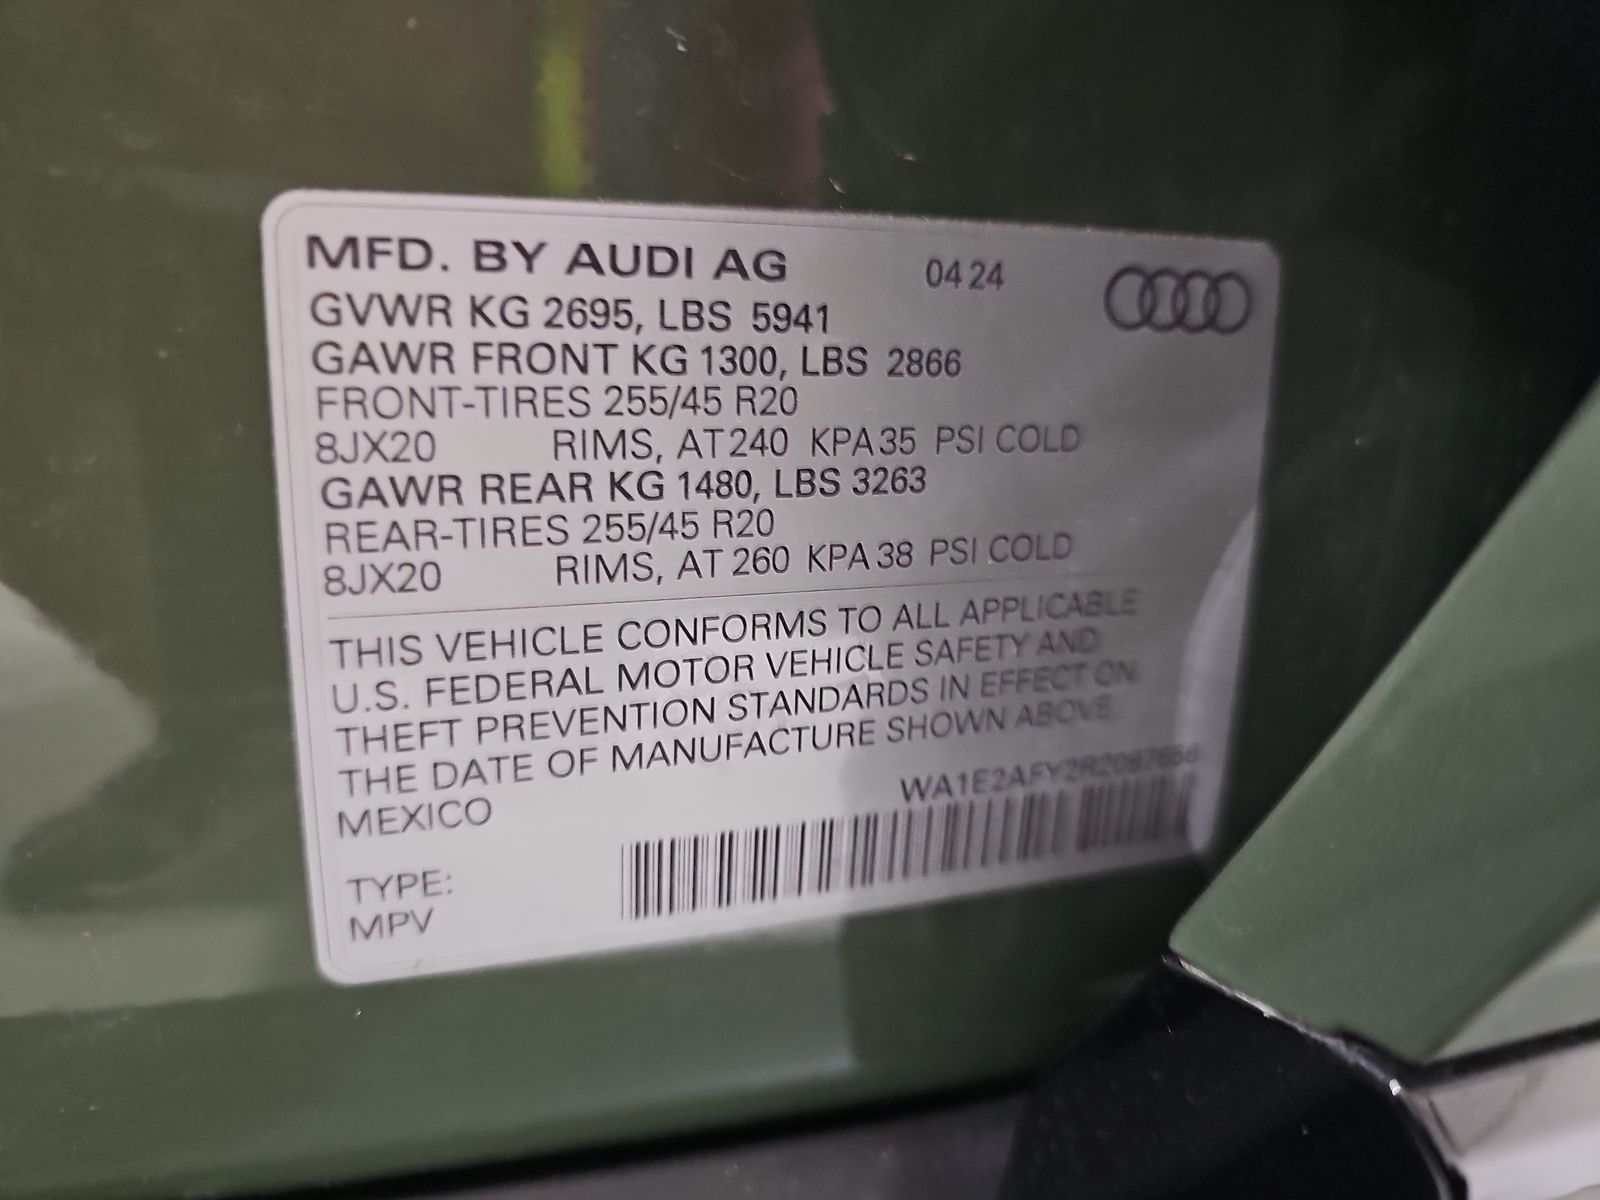 MFD. BY AUDI AG 04 24
GVWR KG 2695, LBS 5941
GAWR FRONT KG 1300, LBS 2866
FRONT-TIRES 255/45 R20
8JX20 RIMS, AT 240 KPA 35 PSI COLD
GAWR REAR KG 1480, LBS 3263
REAR-TIRES 255/45 R20
8JX20 RIMS, AT 260 KPA 38 PSI COLD
THIS VEHICLE CONFORMS TO ALL APPLICABLE
U.S. FEDERAL MOTOR VEHICLE SAFETY AND
THEFT PREVENTION STANDARDS IN EFFECT ON
THE DATE OF MANUFACTURE SHOWN ABOVE
MEXICO
TYPE:
MPV